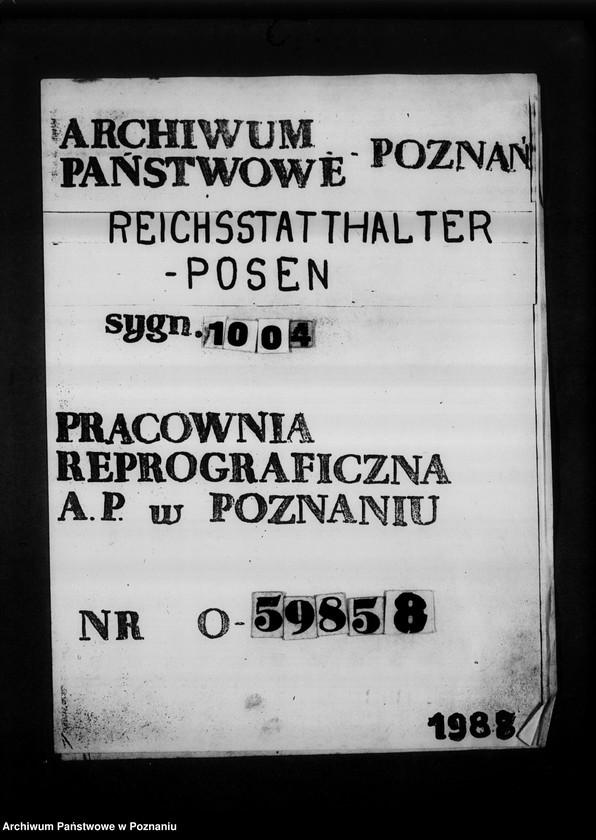 ARCHIWUM
PAŃSTWOWE - POZNAŃ
REICHSSTATTHALTER
-POSEN
sygn. 1004
PRACOWNIA
REPROGRAFICZNA
A.P. w POZNANIU
NR O-59858
1988
Archiwum Państwowe w Poznaniu